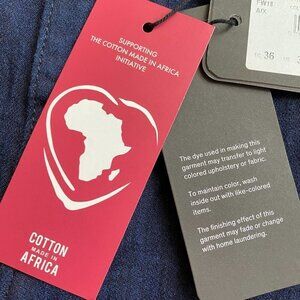 SUPPORTING
THE COTTON MADE IN AFRICA
INITIATIVE
COTTON
MADE IN
AFRICA
FW18
A/X
36
The dye used in making this
garment may transfer to light
colored upholstery or fabric.
To maintain color, wash
inside out with like-colored
items.
The finishing effect of this
garment may fade or change
with home laundering.